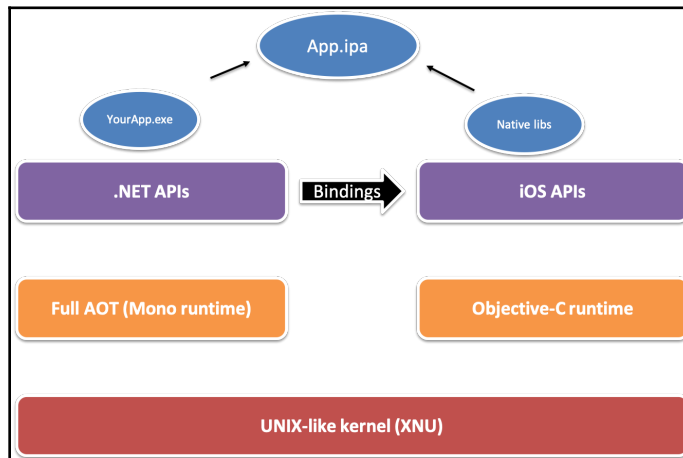 App.ipa
YourApp.exe
Native libs
.NET APIs
Bindings
iOS APIs
Full AOT (Mono runtime)
Objective-C runtime
UNIX-like kernel (XNU)